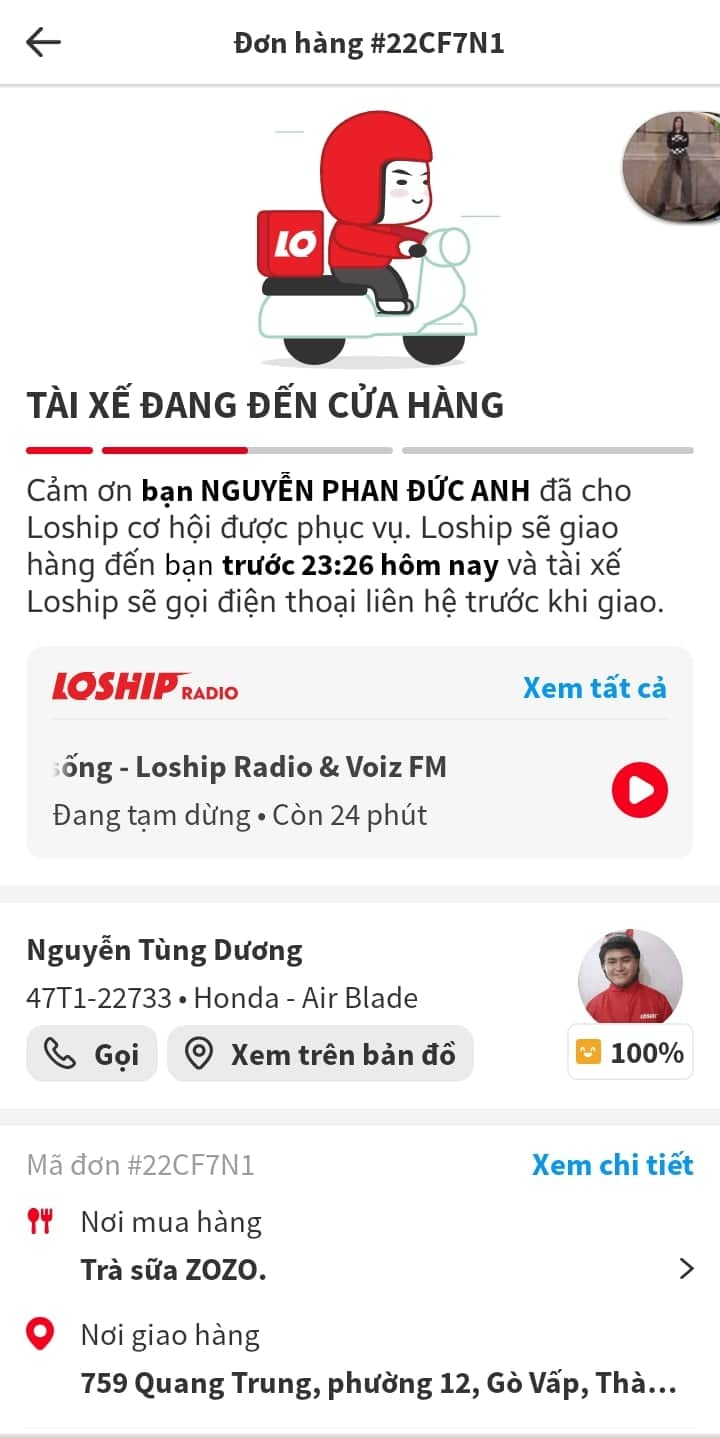 Đơn hàng #22CF7N1
LO
TÀI XẾ ĐANG ĐẾN CỬA HÀNG
Cảm ơn bạn NGUYỄN PHAN ĐỨC ANH đã cho
Loship cơ hội được phục vụ. Loship sẽ giao
hàng đến bạn trước 23:26 hôm nay và tài xế
Loship sẽ gọi điện thoại liên hệ trước khi giao.
LOSHIP RADIO
Xem tất cả
sống - Loship Radio & Voiz FM
Đang tạm dừng • Còn 24 phút
Nguyễn Tùng Dương
47T1-22733 • Honda - Air Blade
Gọi
Xem trên bản đồ
100%
Mã đơn #22CF7N1
Xem chi tiết
Nơi mua hàng
Trà sữa ZOZO.
Nơi giao hàng
759 Quang Trung, phường 12, Gò Vấp, Thà...